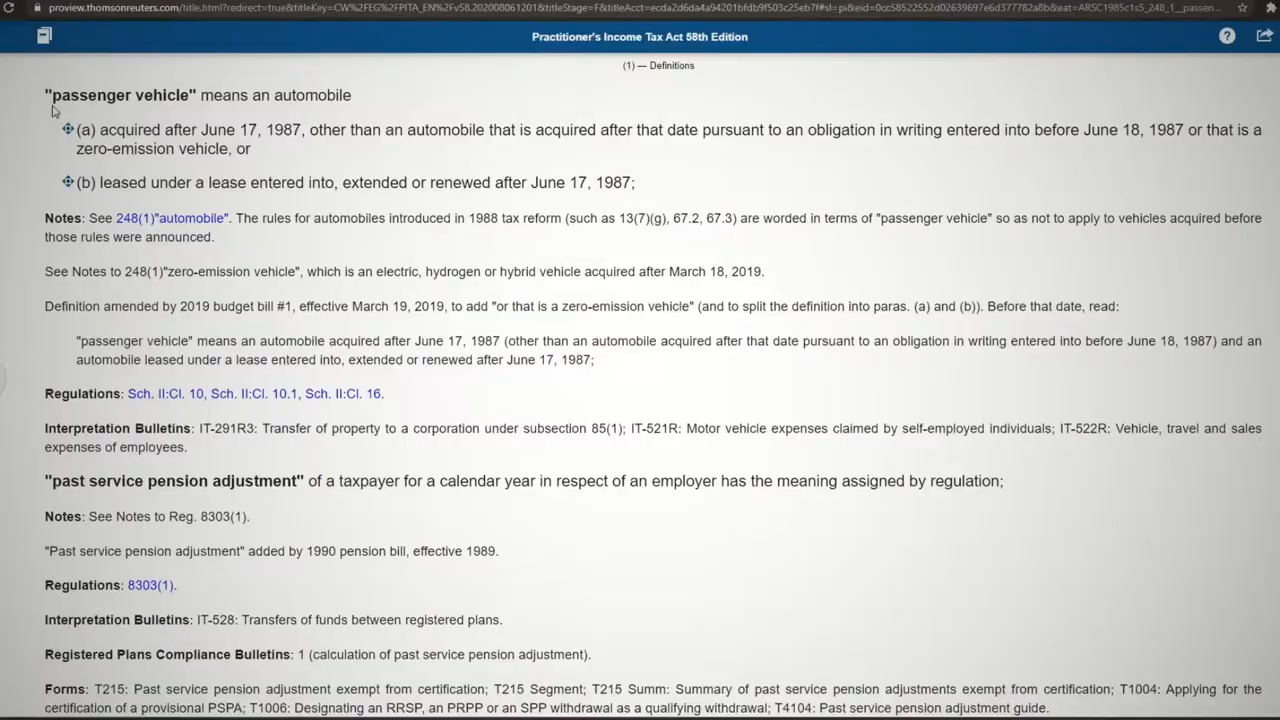 proview.thomsonreuters.com/title.html?redirect=true&titleKey=CW%2FEG%2FPITA_EN%2Fv58.202008061201&titleStage=F&titleAcct=ecda2d6da4a94201bfdb9f503c25eb7f#sl=pi&eid=0cc58522552d02639697e6d377782a8b&eat=ARSC1985c1s5_248_1__passen...
Practitioner's Income Tax Act 58th Edition
(1) — Definitions
"passenger vehicle" means an automobile
(a) acquired after June 17, 1987, other than an automobile that is acquired after that date pursuant to an obligation in writing entered into before June 18, 1987 or that is a
zero-emission vehicle, or
(b) leased under a lease entered into, extended or renewed after June 17, 1987;
Notes: See 248(1)"automobile". The rules for automobiles introduced in 1988 tax reform (such as 13(7)(g), 67.2, 67.3) are worded in terms of "passenger vehicle" so as not to apply to vehicles acquired before
those rules were announced.
See Notes to 248(1)"zero-emission vehicle", which is an electric, hydrogen or hybrid vehicle acquired after March 18, 2019.
Definition amended by 2019 budget bill #1, effective March 19, 2019, to add "or that is a zero-emission vehicle" (and to split the definition into paras. (a) and (b)). Before that date, read:
"passenger vehicle" means an automobile acquired after June 17, 1987 (other than an automobile acquired after that date pursuant to an obligation in writing entered into before June 18, 1987) and an
automobile leased under a lease entered into, extended or renewed after June 17, 1987;
Regulations: Sch. II:Cl. 10, Sch. II:Cl. 10.1, Sch. II:Cl. 16.
Interpretation Bulletins: IT-291R3: Transfer of property to a corporation under subsection 85(1); IT-521R: Motor vehicle expenses claimed by self-employed individuals; IT-522R: Vehicle, travel and sales
expenses of employees.
"past service pension adjustment" of a taxpayer for a calendar year in respect of an employer has the meaning assigned by regulation;
Notes: See Notes to Reg. 8303(1).
"Past service pension adjustment" added by 1990 pension bill, effective 1989.
Regulations: 8303(1).
Interpretation Bulletins: IT-528: Transfers of funds between registered plans.
Registered Plans Compliance Bulletins: 1 (calculation of past service pension adjustment).
Forms: T215: Past service pension adjustment exempt from certification; T215 Segment; T215 Summ: Summary of past service pension adjustments exempt from certification; T1004: Applying for the
certification of a provisional PSPA; T1006: Designating an RRSP, an PRPP or an SPP withdrawal as a qualifying withdrawal; T4104: Past service pension adjustment guide.